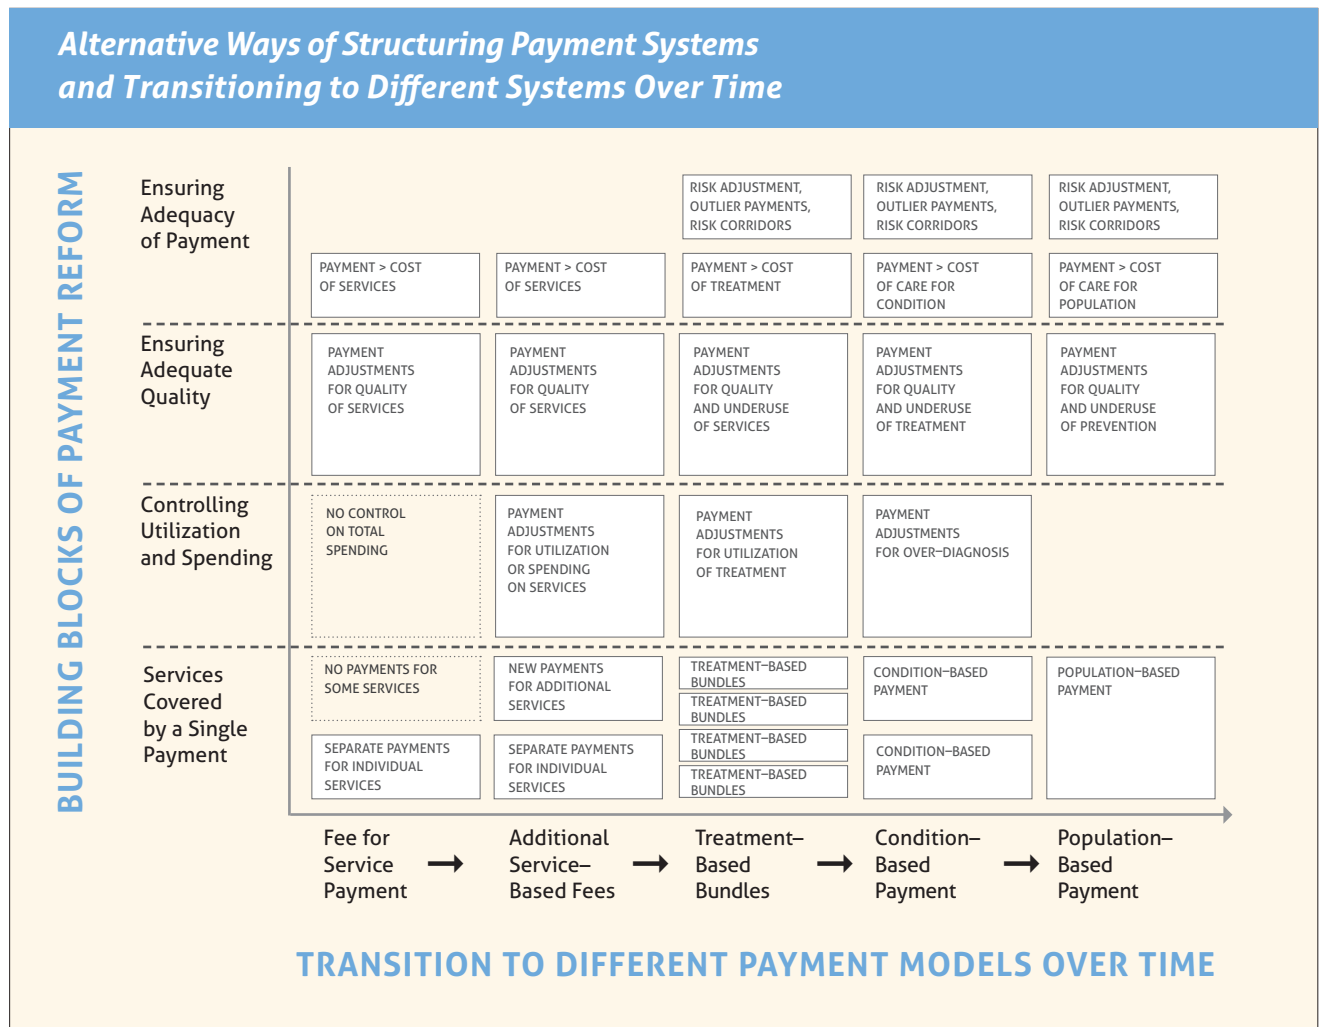 Alternative Ways of Structuring Payment Systems
and Transitioning to Different Systems Over Time
BUILDING BLOCKS OF PAYMENT REFORM
Ensuring
Adequacy
of Payment
RISK ADJUSTMENT,
OUTLIER PAYMENTS,
RISK CORRIDORS
RISK ADJUSTMENT,
OUTLIER PAYMENTS,
RISK CORRIDORS
RISK ADJUSTMENT,
OUTLIER PAYMENTS,
RISK CORRIDORS
PAYMENT > COST
OF SERVICES
PAYMENT > COST
OF SERVICES
PAYMENT > COST
OF TREATMENT
PAYMENT > COST
OF CARE FOR
CONDITION
PAYMENT > COST
OF CARE FOR
POPULATION
Ensuring
Adequate
Quality
PAYMENT
ADJUSTMENTS
FOR QUALITY
OF SERVICES
PAYMENT
ADJUSTMENTS
FOR QUALITY
OF SERVICES
PAYMENT
ADJUSTMENTS
FOR QUALITY
AND UNDERUSE
OF SERVICES
PAYMENT
ADJUSTMENTS
FOR QUALITY
AND UNDERUSE
OF TREATMENT
PAYMENT
ADJUSTMENTS
FOR QUALITY
AND UNDERUSE
OF PREVENTION
Controlling
Utilization
and Spending
NO CONTROL
ON TOTAL
SPENDING
PAYMENT
ADJUSTMENTS
FOR UTILIZATION
OR SPENDING
ON SERVICES
PAYMENT
ADJUSTMENTS
FOR UTILIZATION
OF TREATMENT
PAYMENT
ADJUSTMENTS
FOR OVER–DIAGNOSIS
Services
Covered
by a Single
Payment
NO PAYMENTS FOR
SOME SERVICES
NEW PAYMENTS
FOR ADDITIONAL
SERVICES
TREATMENT–BASED
BUNDLES
TREATMENT–BASED
BUNDLES
TREATMENT–BASED
BUNDLES
TREATMENT–BASED
BUNDLES
CONDITION–BASED
PAYMENT
POPULATION–BASED
PAYMENT
SEPARATE PAYMENTS
FOR INDIVIDUAL
SERVICES
SEPARATE PAYMENTS
FOR INDIVIDUAL
SERVICES
CONDITION–BASED
PAYMENT
Fee for
Service
Payment
Additional
Service–
Based Fees
Treatment–
Based
Bundles
Condition–
Based
Payment
Population–
Based
Payment
TRANSITION TO DIFFERENT PAYMENT MODELS OVER TIME